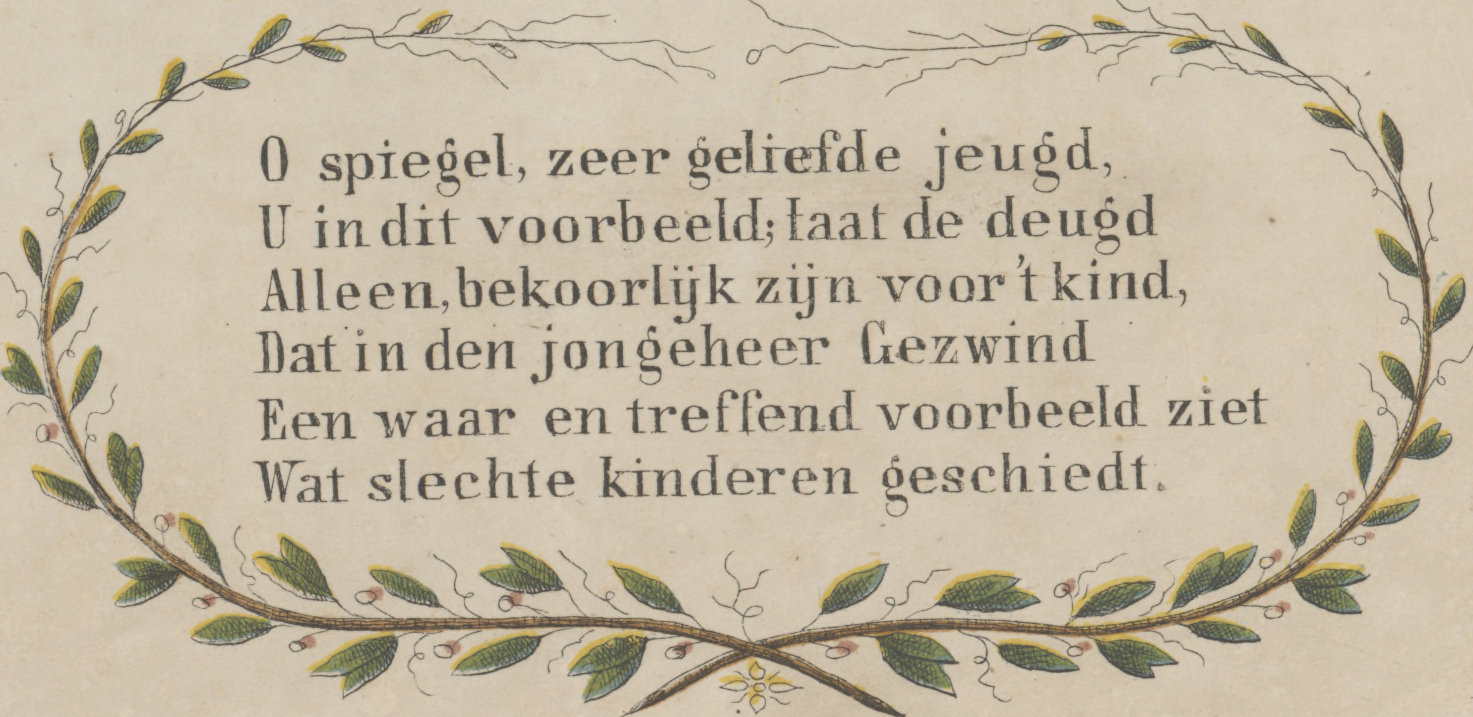 O spiegel, zeer geliefde jeugd,
U in dit voorbeeld; laat de deugd
Alleen, bekoorlijk zijn voor 't kind,
Dat in den jongeheer Gezwind
Een waar en treffend voorbeeld ziet
Wat slechte kinderen geschiedt.